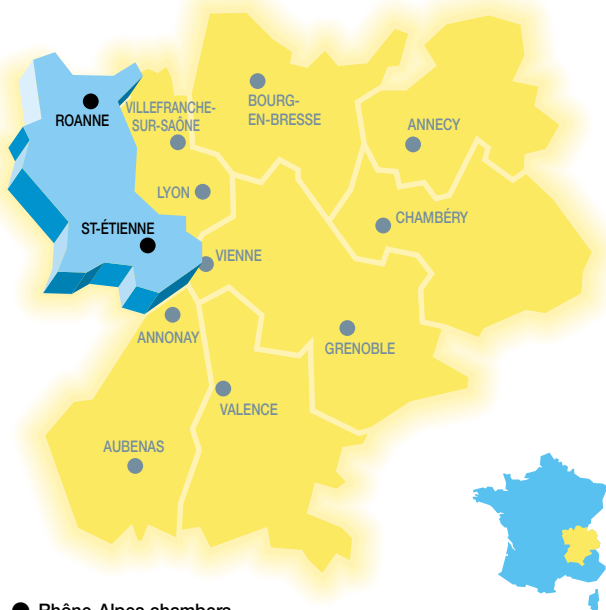 ROANNE
VILLEFRANCHE-
SUR-SAÔNE
BOURG-
EN-BRESSE
ANNECY
LYON
ST-ÉTIENNE
CHAMBÉRY
VIENNE
ANNONAY
GRENOBLE
VALENCE
AUBENAS
Rhône-Alpes chambers